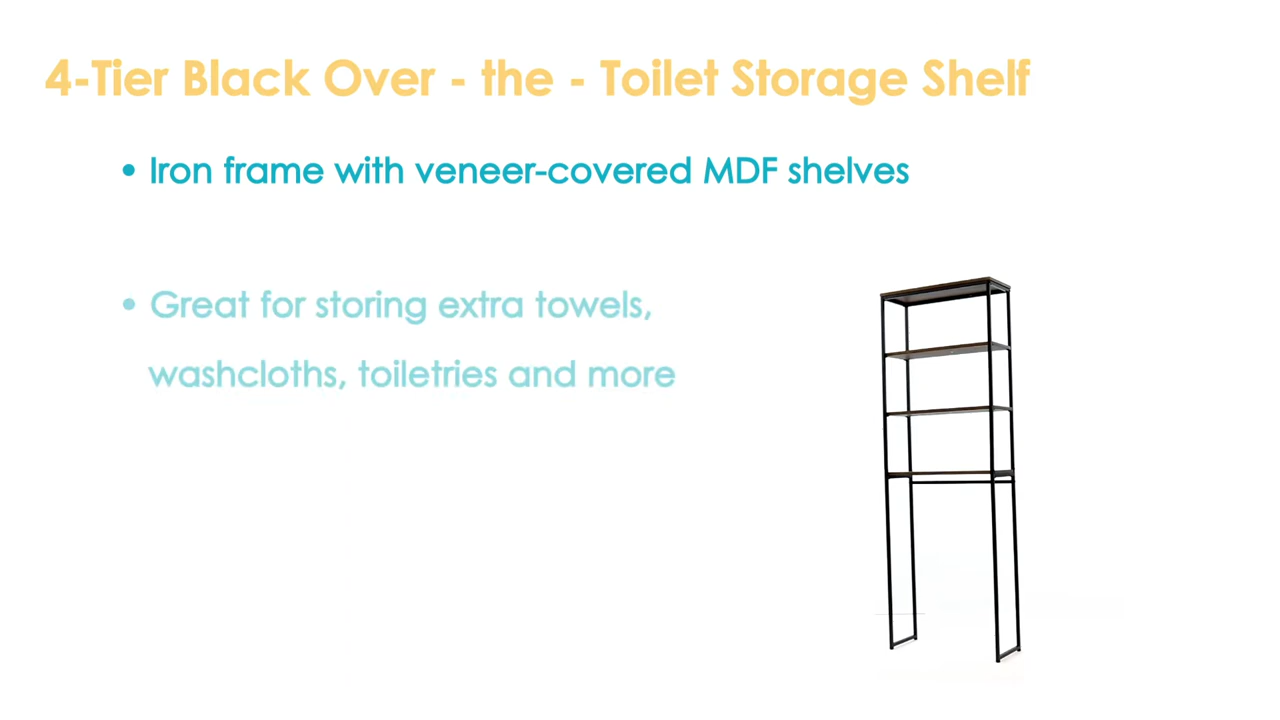 4-Tier Black Over - the - Toilet Storage Shelf
• Iron frame with veneer-covered MDF shelves
• Great for storing extra towels,
washcloths, toiletries and more